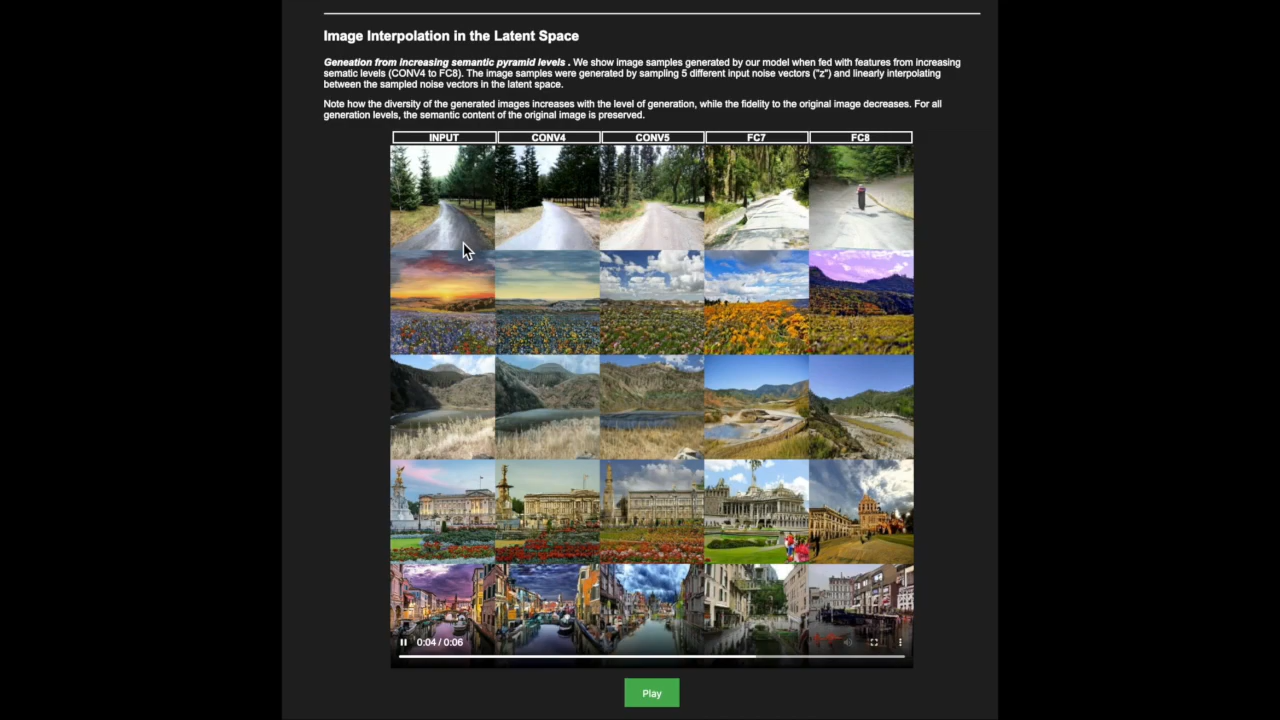 Image Interpolation in the Latent Space
Geneation from increasing semantic pyramid levels . We show image samples generated by our model when fed with features from increasing
sematic levels (CONV4 to FC8). The image samples were generated by sampling 5 different input noise vectors ("z") and linearly interpolating
between the sampled noise vectors in the latent space.
Note how the diversity of the generated images increases with the level of generation, while the fidelity to the original image decreases. For all
generation levels, the semantic content of the original image is preserved.
INPUT CONV4 CONV5 FC7 FC8
0:04 / 0:06
Play